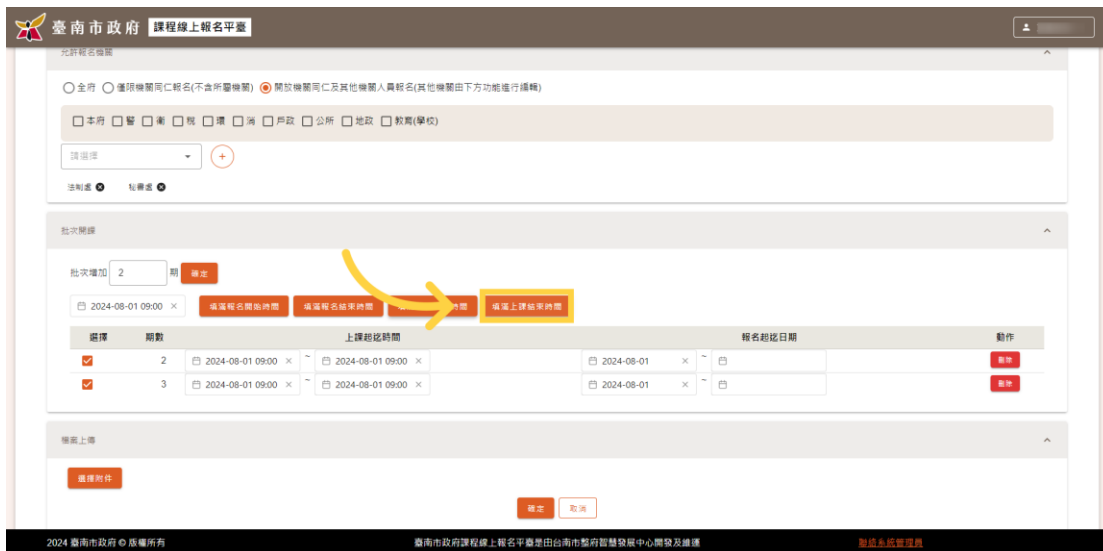 臺南市政府 課程線上報名平臺
允許報名機關
全府 僅限機關同仁報名(不含所屬機關) 開放機關同仁及其他機關人員報名(其他機關由下方功能進行編輯)
本府 警 衛 稅 環 消 戶政 公所 地政 教育(學校)
請選擇
法制處 秘書處
批次開課
批次增加 2 期 確定
2024-08-01 09:00 × 填滿報名開始時間 填滿報名結束時間 時間 填滿上課結束時間
選擇 期數 上課起迄時間 報名起迄日期 動作
2 2024-08-01 09:00 × ~ 2024-08-01 09:00 × 2024-08-01 × ~ 刪除
3 2024-08-01 09:00 × ~ 2024-08-01 09:00 × 2024-08-01 × ~ 刪除
檔案上傳
選擇附件
確定 取消
2024 臺南市政府 © 版權所有 臺南市政府課程線上報名平臺是由台南市整府智慧發展中心開發及維運 聯絡系統管理員